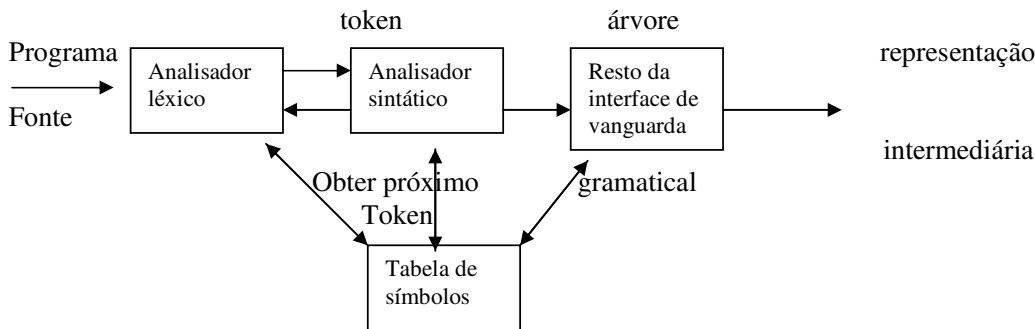 token
árvore
Programa
Fonte
Analisador
léxico
Analisador
sintático
Resto da
interface de
vanguarda
representação
intermediária
Obter próximo
Token
gramatical
Tabela de
símbolos